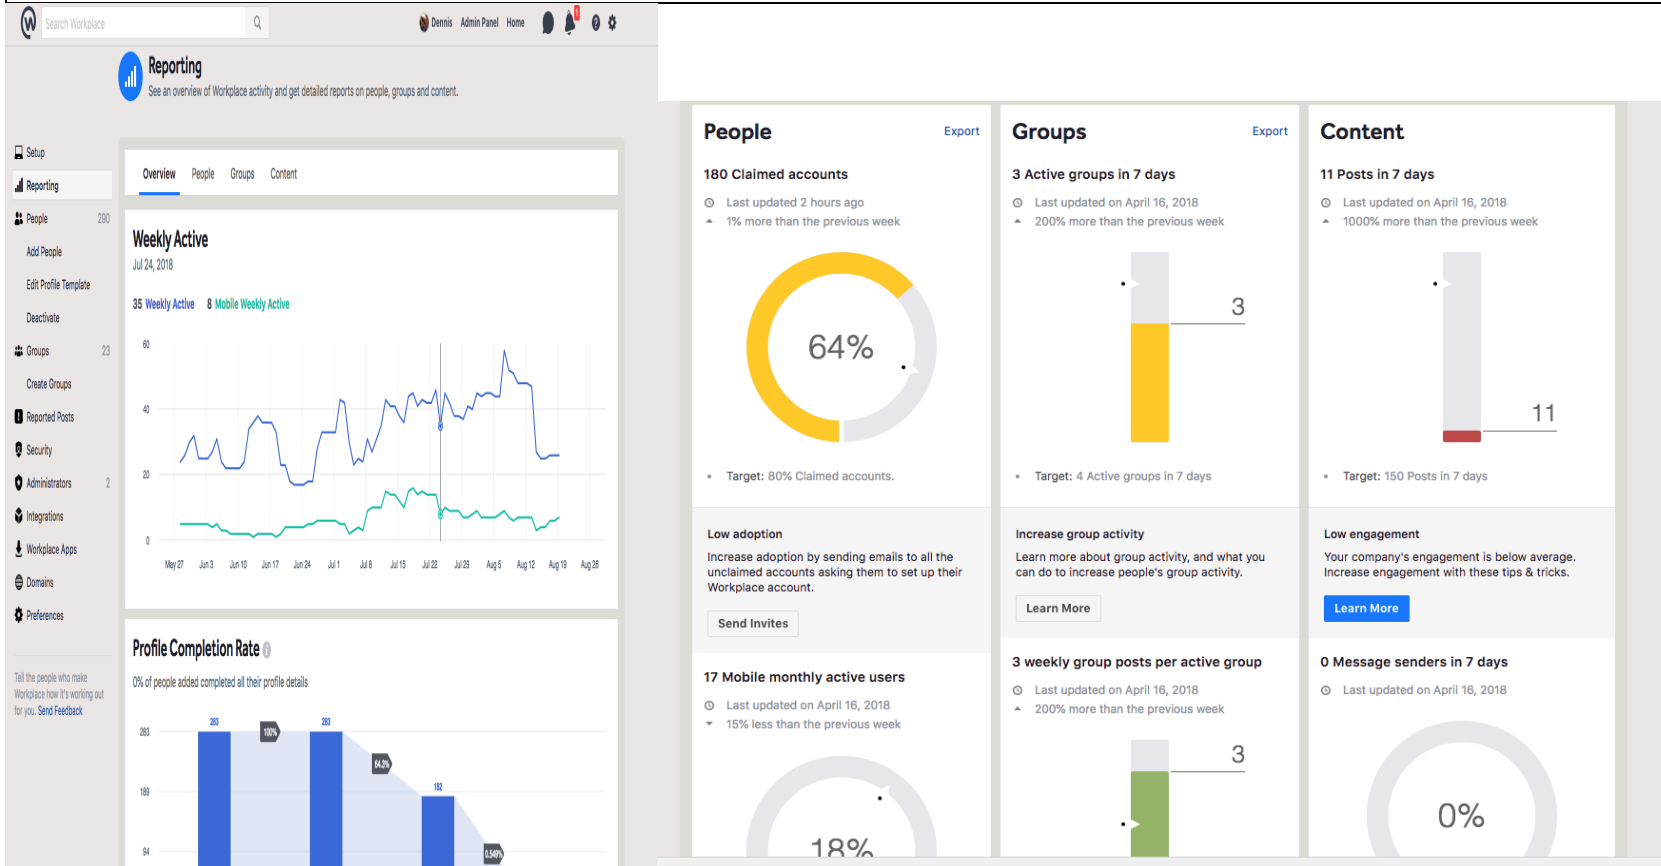 Search Workplace
Dennis Admin Panel Home
1
Reporting
See an overview of Workplace activity and get detailed reports on people, groups and content.
Setup
Reporting
People 290
Add People
Edit Profile Template
Deactivate
Groups 23
Create Groups
Reported Posts
Security
Administrators 2
Integrations
Workplace Apps
Domains
Preferences
Tell the people who make
Workplace how it's working out
for you. Send Feedback
Overview People Groups Content
Weekly Active
Jul 24, 2018
35 Weekly Active 8 Mobile Weekly Active
60
40
20
0
May 27 Jun 3 Jun 10 Jun 17 Jun 24 Jul 1 Jul 8 Jul 15 Jul 22 Jul 29 Aug 5 Aug 12 Aug 19 Aug 26
Profile Completion Rate
0% of people added completed all their profile details
283 283
283 100%
64.3%
182
189
94 0.549%
People Export
180 Claimed accounts
Last updated 2 hours ago
1% more than the previous week
64%
Target: 80% Claimed accounts.
Low adoption
Increase adoption by sending emails to all the
unclaimed accounts asking them to set up their
Workplace account.
Send Invites
17 Mobile monthly active users
Last updated on April 16, 2018
15% less than the previous week
18%
Groups Export
3 Active groups in 7 days
Last updated on April 16, 2018
200% more than the previous week
3
Target: 4 Active groups in 7 days
Increase group activity
Learn more about group activity, and what you
can do to increase people's group activity.
Learn More
3 weekly group posts per active group
Last updated on April 16, 2018
200% more than the previous week
3
Content
11 Posts in 7 days
Last updated on April 16, 2018
1000% more than the previous week
11
Target: 150 Posts in 7 days
Low engagement
Your company's engagement is below average.
Increase engagement with these tips & tricks.
Learn More
0 Message senders in 7 days
Last updated on April 16, 2018
0%